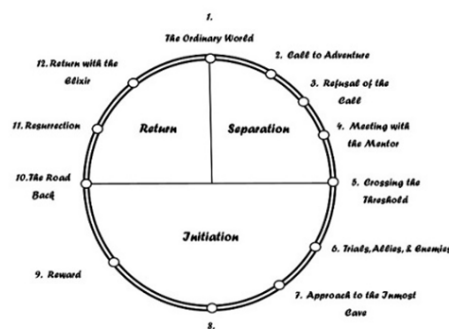 1.
The Ordinary World
2. Call to Adventure
3. Refusal of the
Call
4. Meeting with
the Mentor
5. Crossing the
Threshold
6. Trials, Allies, & Enemies
7. Approach to the Inmost
Cave
8.
9. Reward
10. The Road
Back
11. Resurrection
12. Return with the
Elixir
Return
Separation
Initiation